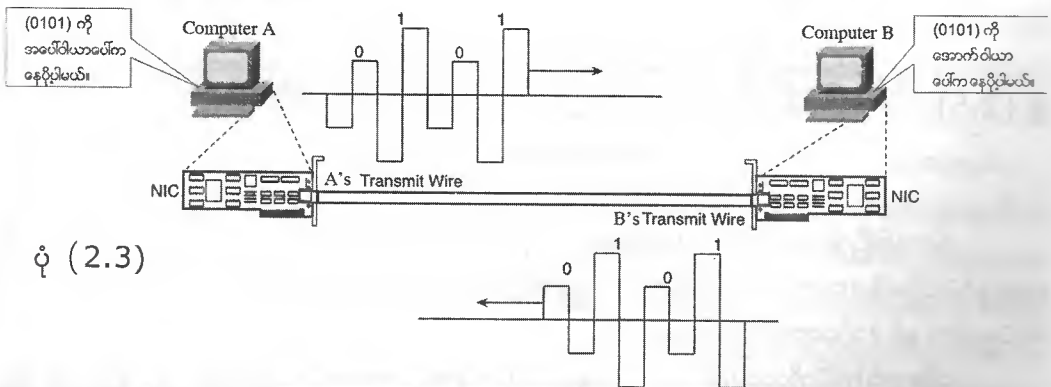 (0101) ကို
အပေါ်ဝါယာပေါ်က
နေပို့ပါမယ်။
Computer A
0
1
0
1
Computer B
(0101) ကို
အောက်ဝါယာ
ပေါ်က နေပို့ပါမယ်။
NIC
A's Transmit Wire
B's Transmit Wire
NIC
ပုံ (2.3)
0
1
0
1